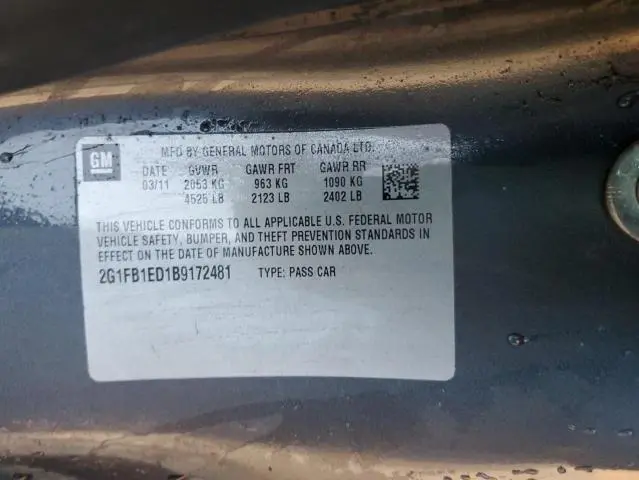 GM
MFD BY GENERAL MOTORS OF CANADA LTD.
DATE GVWR GAWR FRT GAWR RR
03/11 2053 KG 963 KG 1090 KG
4525 LB 2123 LB 2402 LB
THIS VEHICLE CONFORMS TO ALL APPLICABLE U.S. FEDERAL MOTOR
VEHICLE SAFETY, BUMPER, AND THEFT PREVENTION STANDARDS IN
EFFECT ON THE DATE OF MANUFACTURE SHOWN ABOVE.
2G1FB1ED1B9172481 TYPE: PASS CAR